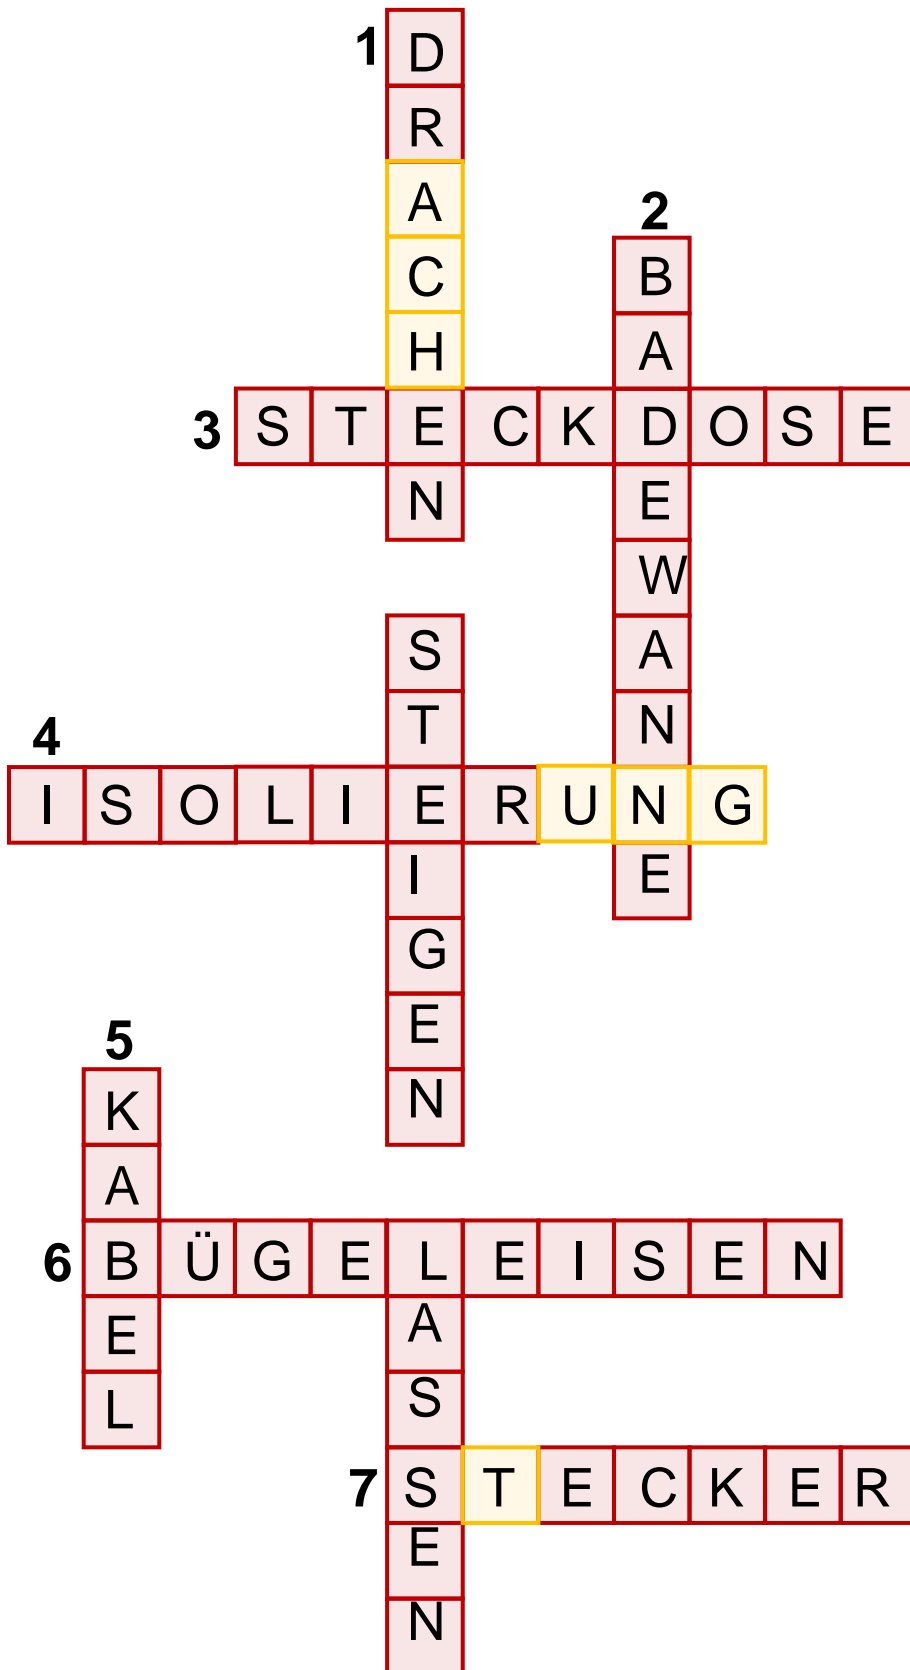 1 DRACHEN
2 BADEWANNE
3 STECKDOSE
STEIGEN
4 ISOLIERUNG
5 KABEL
6 BÜGELEISEN
LASSEN
7 STECKER